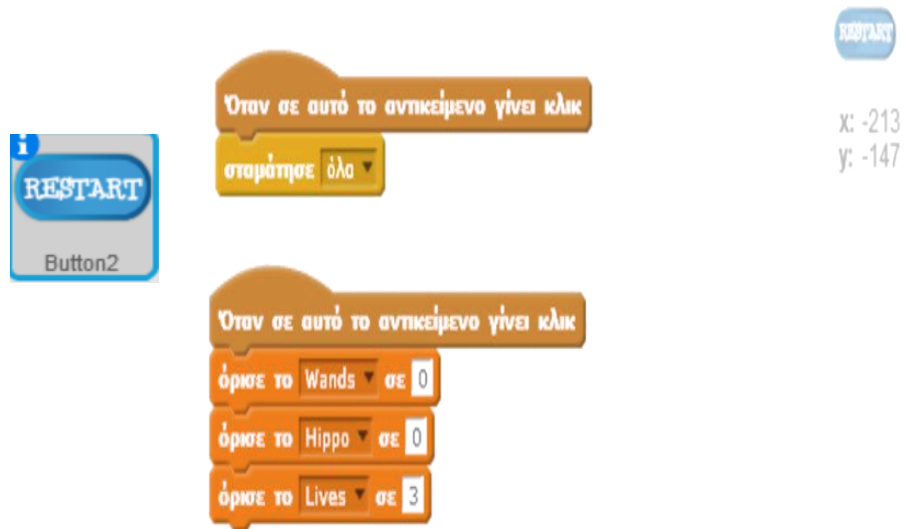 Όταν σε αυτό το αντικείμενο γίνει κλικ
σταμάτησε όλα
i
RESTART
Button2
Όταν σε αυτό το αντικείμενο γίνει κλικ
όρισε το Wands σε 0
όρισε το Hippo σε 0
όρισε το Lives σε 3
RESTART
x: -213
y: -147